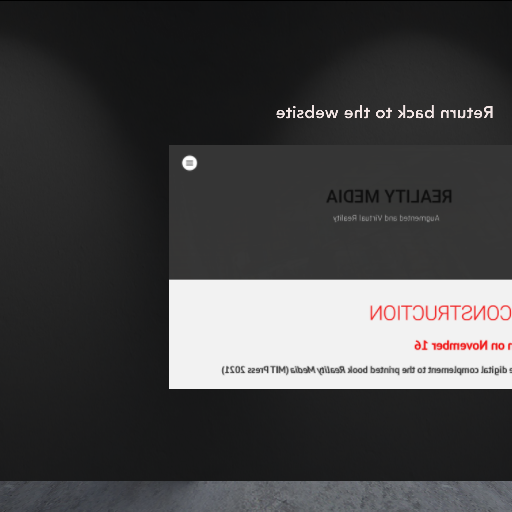 Return back to the website
REALITY MEDIA
Augmented and Virtual Reality
CONSTRUCTION
on November 16
digital complement to the printed book Reality Media (MIT Press 2021)